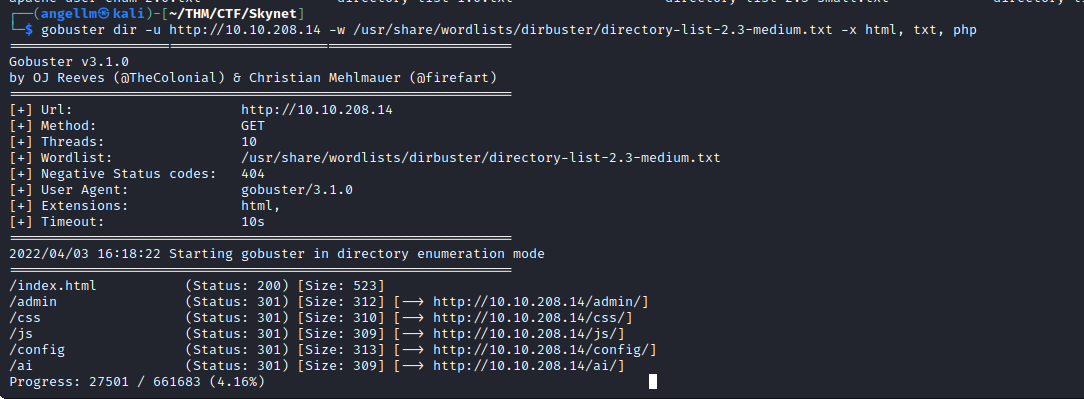 apache-user-enum-2.0.txt directory-list-1.0.txt directory-list-2.3-small.txt
┌──(angellm㉿kali)-[~/THM/CTF/Skynet]
└─$ gobuster dir -u http://10.10.208.14 -w /usr/share/wordlists/dirbuster/directory-list-2.3-medium.txt -x html, txt, php
===============================================================
Gobuster v3.1.0
by OJ Reeves (@TheColonial) & Christian Mehlmauer (@firefart)
===============================================================
[+] Url: http://10.10.208.14
[+] Method: GET
[+] Threads: 10
[+] Wordlist: /usr/share/wordlists/dirbuster/directory-list-2.3-medium.txt
[+] Negative Status codes: 404
[+] User Agent: gobuster/3.1.0
[+] Extensions: html,
[+] Timeout: 10s
===============================================================
2022/04/03 16:18:22 Starting gobuster in directory enumeration mode
===============================================================
/index.html (Status: 200) [Size: 523]
/admin (Status: 301) [Size: 312] [--> http://10.10.208.14/admin/]
/css (Status: 301) [Size: 310] [--> http://10.10.208.14/css/]
/js (Status: 301) [Size: 309] [--> http://10.10.208.14/js/]
/config (Status: 301) [Size: 313] [--> http://10.10.208.14/config/]
/ai (Status: 301) [Size: 309] [--> http://10.10.208.14/ai/]
Progress: 27501 / 661683 (4.16%)